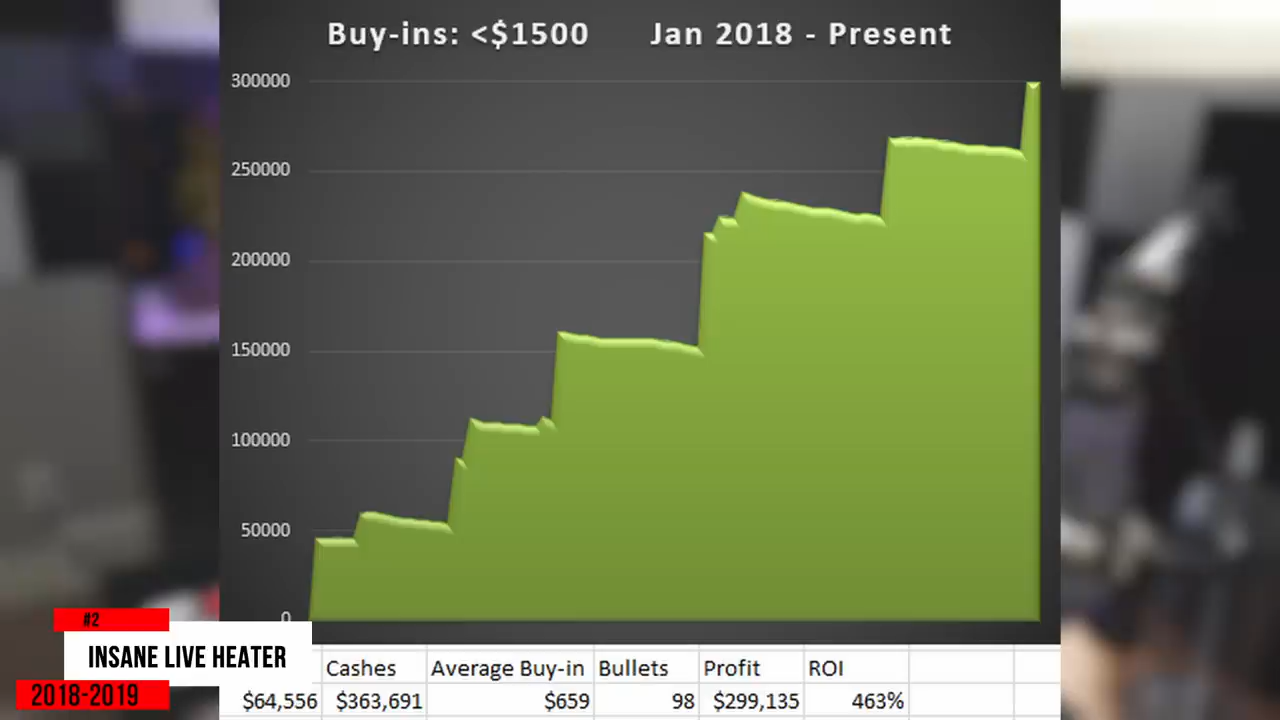 Buy-ins: <$1500 Jan 2018 - Present
300000
250000
200000
150000
100000
50000
0
#2
INSANE LIVE HEATER
2018-2019
Cashes Average Buy-in Bullets Profit ROI
$64,556 $363,691 $659 98 $299,135 463%